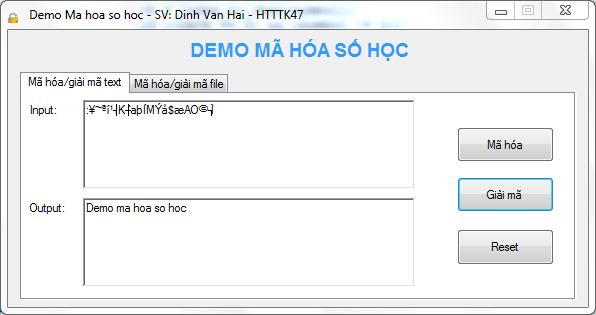 Demo Ma hoa so hoc - SV: Dinh Van Hai - HTTTK47
DEMO MÃ HÓA SỐ HỌC
Mã hóa/giải mã text
Mã hóa/giải mã file
Input:
Mã hóa
Giải mã
Output:
Demo ma hoa so hoc
Reset